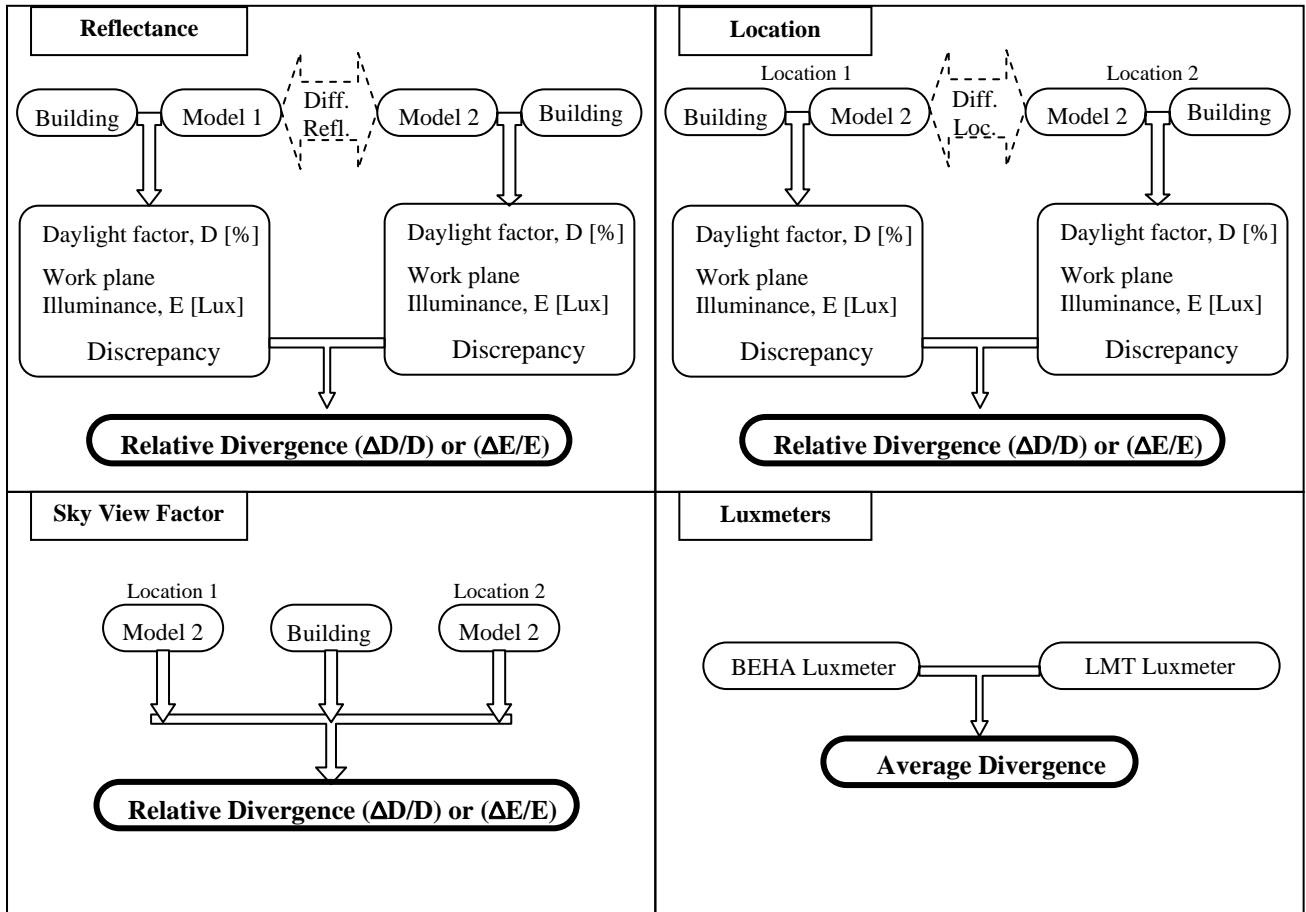 Reflectance
Building
Model 1
Diff.
Refl.
Model 2
Building
Daylight factor, D [%]
Work plane
Illuminance, E [Lux]
Discrepancy
Daylight factor, D [%]
Work plane
Illuminance, E [Lux]
Discrepancy
Relative Divergence (ΔD/D) or (ΔE/E)
Location
Location 1
Location 2
Building
Model 2
Diff.
Loc.
Model 2
Building
Daylight factor, D [%]
Work plane
Illuminance, E [Lux]
Discrepancy
Daylight factor, D [%]
Work plane
Illuminance, E [Lux]
Discrepancy
Relative Divergence (ΔD/D) or (ΔE/E)
Sky View Factor
Location 1
Location 2
Model 2
Building
Model 2
Relative Divergence (ΔD/D) or (ΔE/E)
Luxmeters
BEHA Luxmeter
LMT Luxmeter
Average Divergence